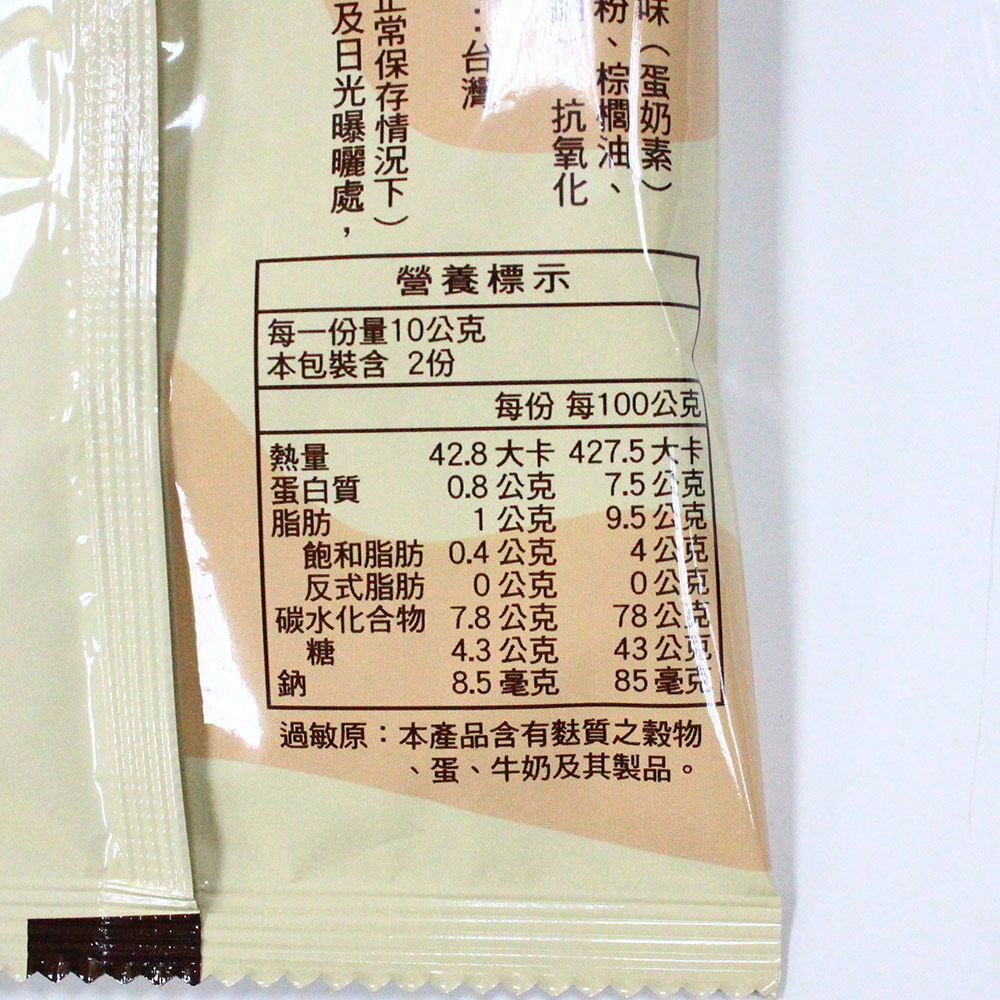 味（蛋奶素）
粉、棕櫚油、
抗氧化
：台灣
正常保存情況下）
及日光曝曬處，
營養標示
每一份量10公克
本包裝含 2份
每份 每100公克
熱量 42.8 大卡 427.5 大卡
蛋白質 0.8 公克 7.5 公克
脂肪 1 公克 9.5 公克
飽和脂肪 0.4 公克 4 公克
反式脂肪 0 公克 0 公克
碳水化合物 7.8 公克 78 公克
糖 4.3 公克 43 公克
鈉 8.5 毫克 85 毫克
過敏原：本產品含有麩質之穀物
、蛋、牛奶及其製品。